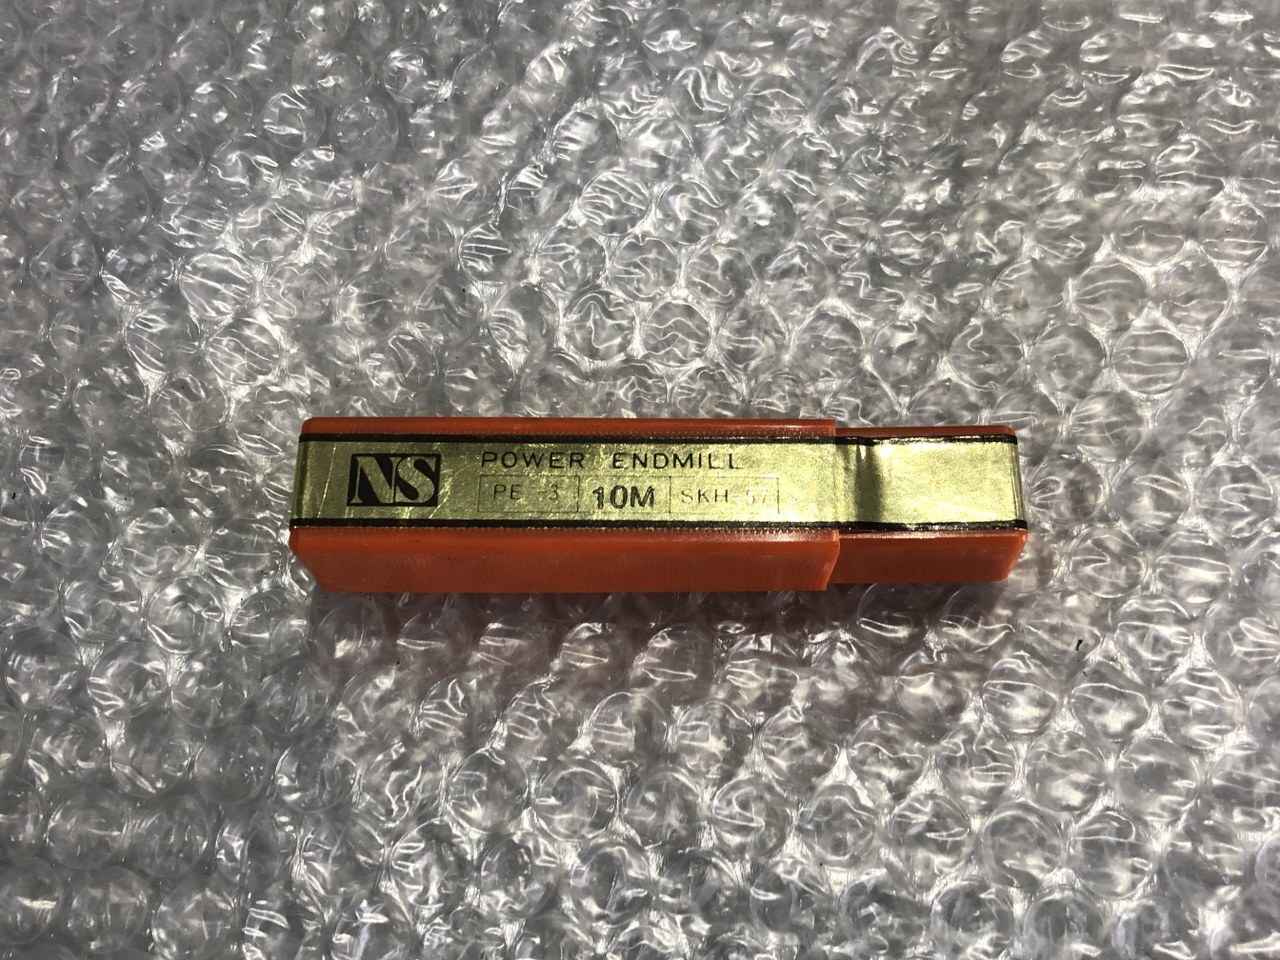 NS
POWER ENDMILL
PE-3 10M SKH-57